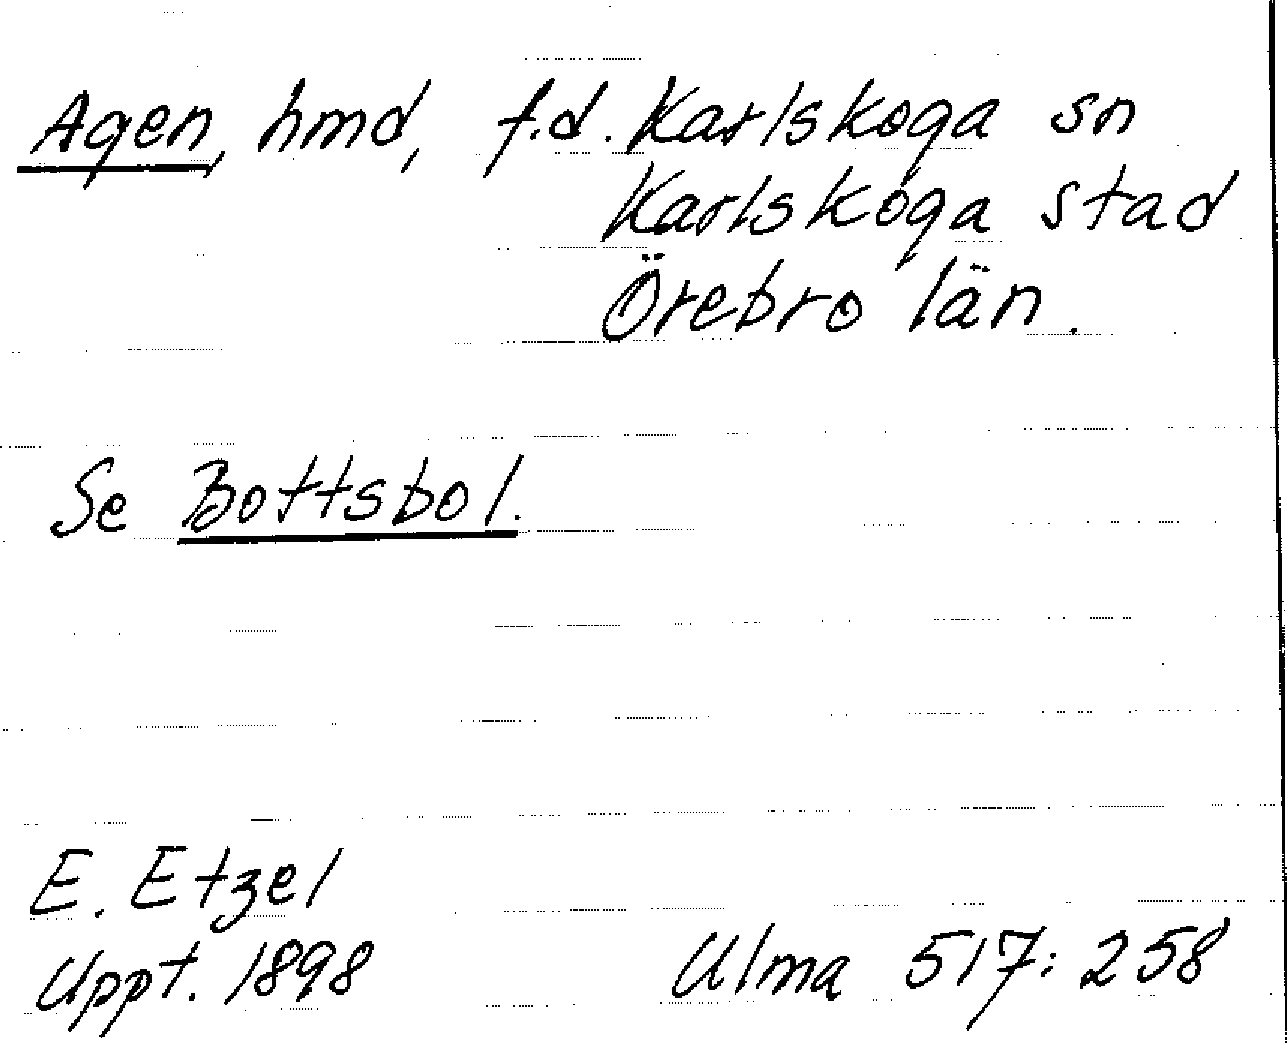 Agen, hmd, f.d. Karlskoga sn
Karlskoga stad
Örebro län.
Se Bottsbol.
E. Etzel
Uppt. 1898
Ulma 517: 258